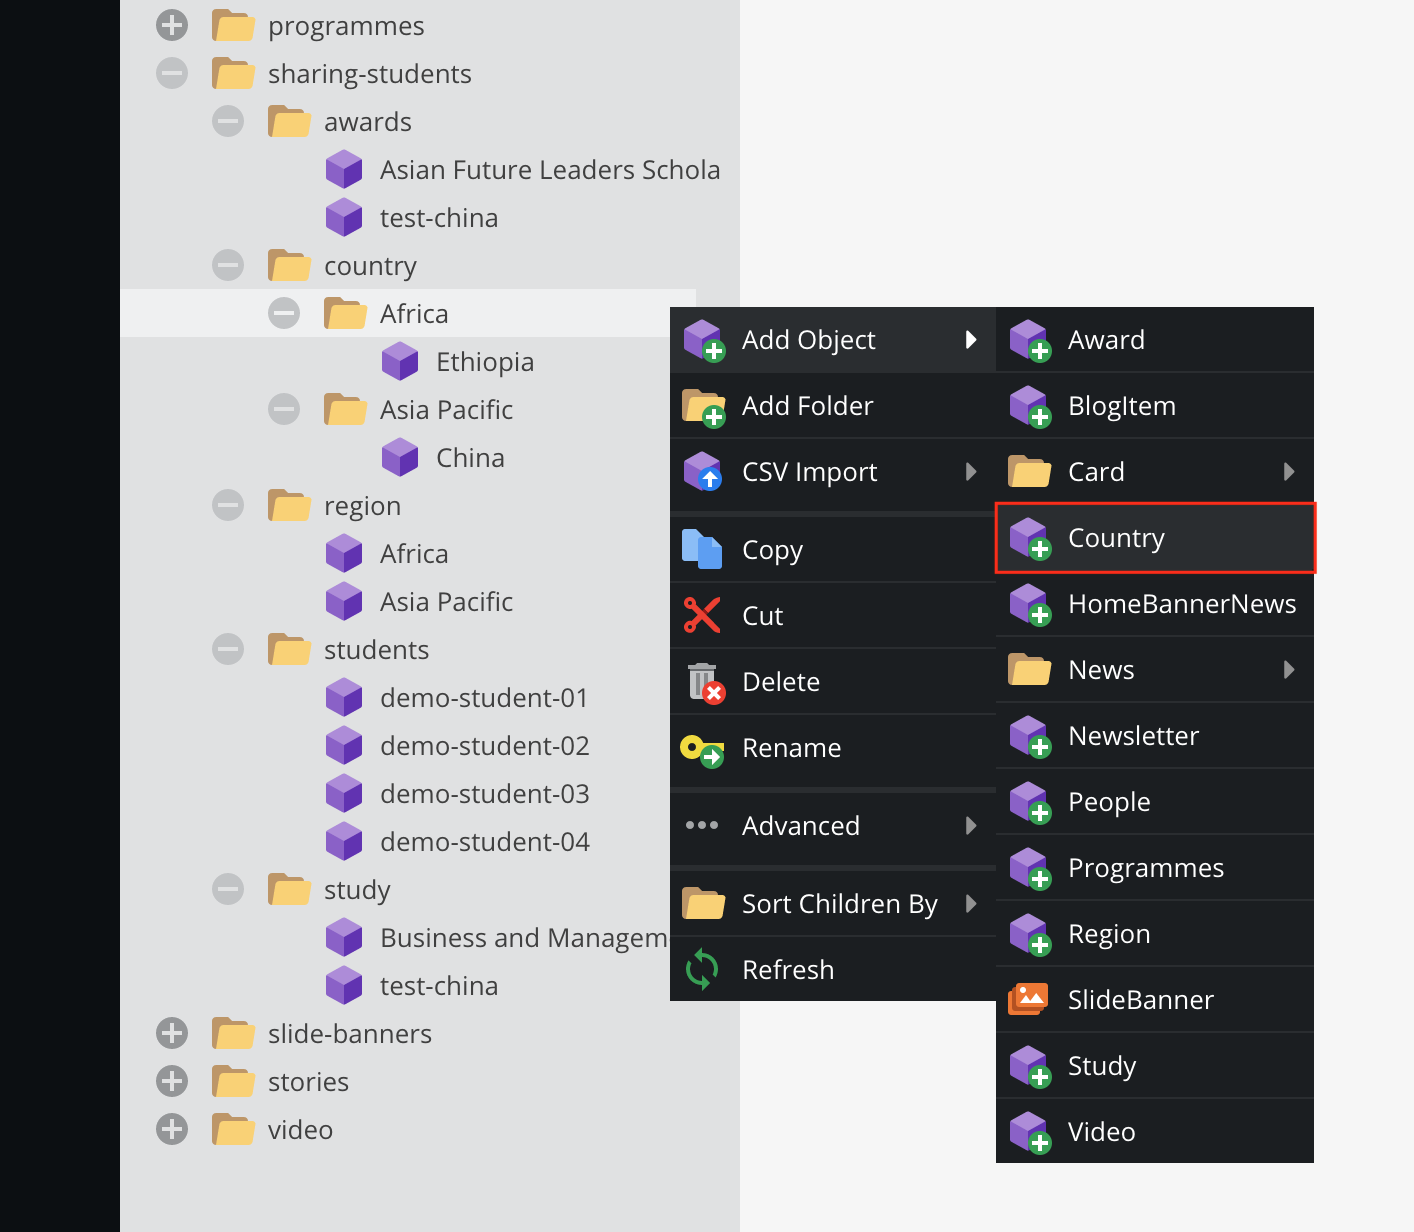 programmes
sharing-students
awards
Asian Future Leaders Schola
test-china
country
Africa
Ethiopia
Asia Pacific
China
region
Africa
Asia Pacific
students
demo-student-01
demo-student-02
demo-student-03
demo-student-04
study
Business and Managem
test-china
slide-banners
stories
video
Add Object
Add Folder
CSV Import
Copy
Cut
Delete
Rename
Advanced
Sort Children By
Refresh
Award
BlogItem
Card
Country
HomeBannerNews
News
Newsletter
People
Programmes
Region
SlideBanner
Study
Video